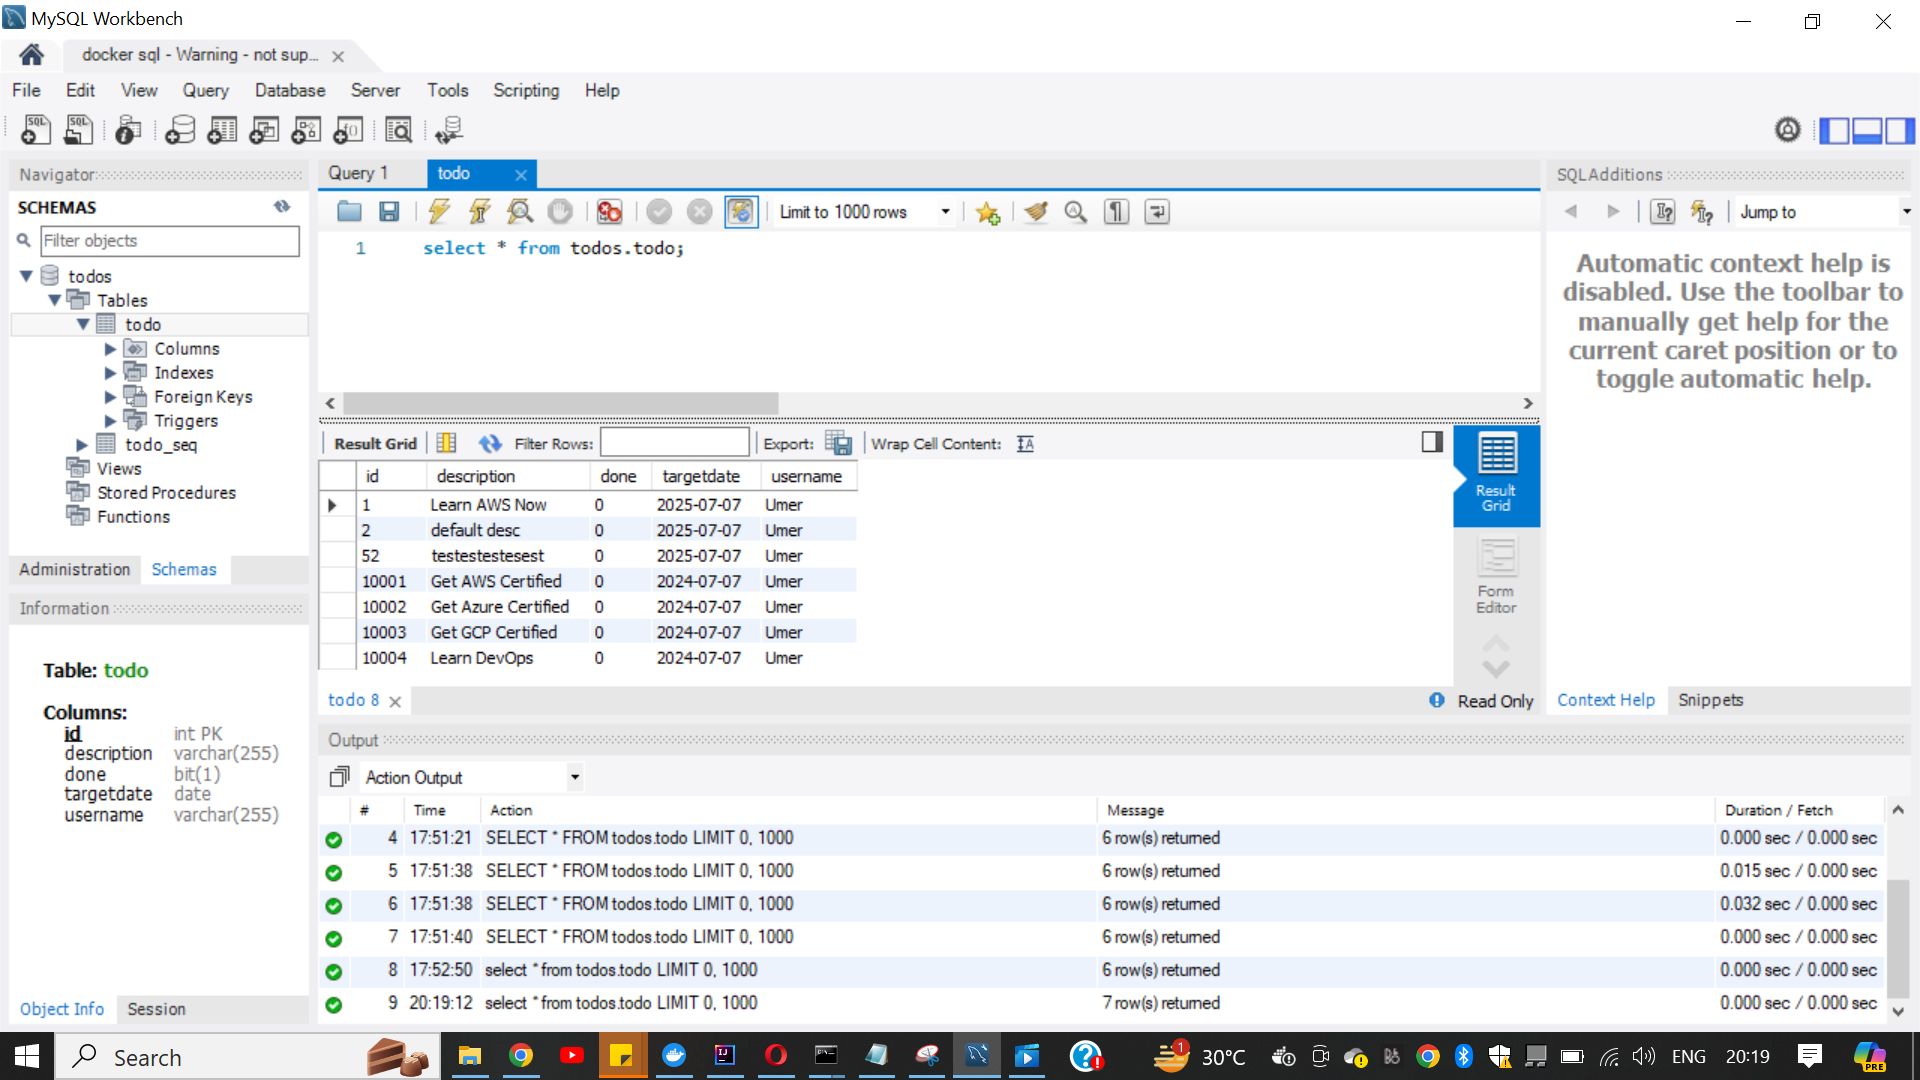 MySQL Workbench
docker sql - Warning - not sup...
File Edit View Query Database Server Tools Scripting Help
Navigator
SCHEMAS
Filter objects
todos
Tables
todo
Columns
Indexes
Foreign Keys
Triggers
todo_seq
Views
Stored Procedures
Functions
Administration Schemas
Information
Table: todo
Columns:
id int PK
description varchar(255)
done bit(1)
targetdate date
username varchar(255)
Object Info Session
Query 1 todo
Limit to 1000 rows
1 select * from todos.todo;
Result Grid Filter Rows: Export: Wrap Cell Content:
id description done targetdate username
1 Learn AWS Now 0 2025-07-07 Umer
2 default desc 0 2025-07-07 Umer
52 testestestesest 0 2025-07-07 Umer
10001 Get AWS Certified 0 2024-07-07 Umer
10002 Get Azure Certified 0 2024-07-07 Umer
10003 Get GCP Certified 0 2024-07-07 Umer
10004 Learn DevOps 0 2024-07-07 Umer
Result
Grid
Form
Editor
todo 8 Read Only
SQLAdditions
Jump to
Automatic context help is
disabled. Use the toolbar to
manually get help for the
current caret position or to
toggle automatic help.
Context Help Snippets
Output
Action Output
# Time Action Message Duration / Fetch
4 17:51:21 SELECT * FROM todos.todo LIMIT 0, 1000 6 row(s) returned 0.000 sec / 0.000 sec
5 17:51:38 SELECT * FROM todos.todo LIMIT 0, 1000 6 row(s) returned 0.015 sec / 0.000 sec
6 17:51:38 SELECT * FROM todos.todo LIMIT 0, 1000 6 row(s) returned 0.032 sec / 0.000 sec
7 17:51:40 SELECT * FROM todos.todo LIMIT 0, 1000 6 row(s) returned 0.000 sec / 0.000 sec
8 17:52:50 select * from todos.todo LIMIT 0, 1000 6 row(s) returned 0.000 sec / 0.000 sec
9 20:19:12 select * from todos.todo LIMIT 0, 1000 7 row(s) returned 0.000 sec / 0.000 sec
Search 1 30°C ENG 20:19 PRE